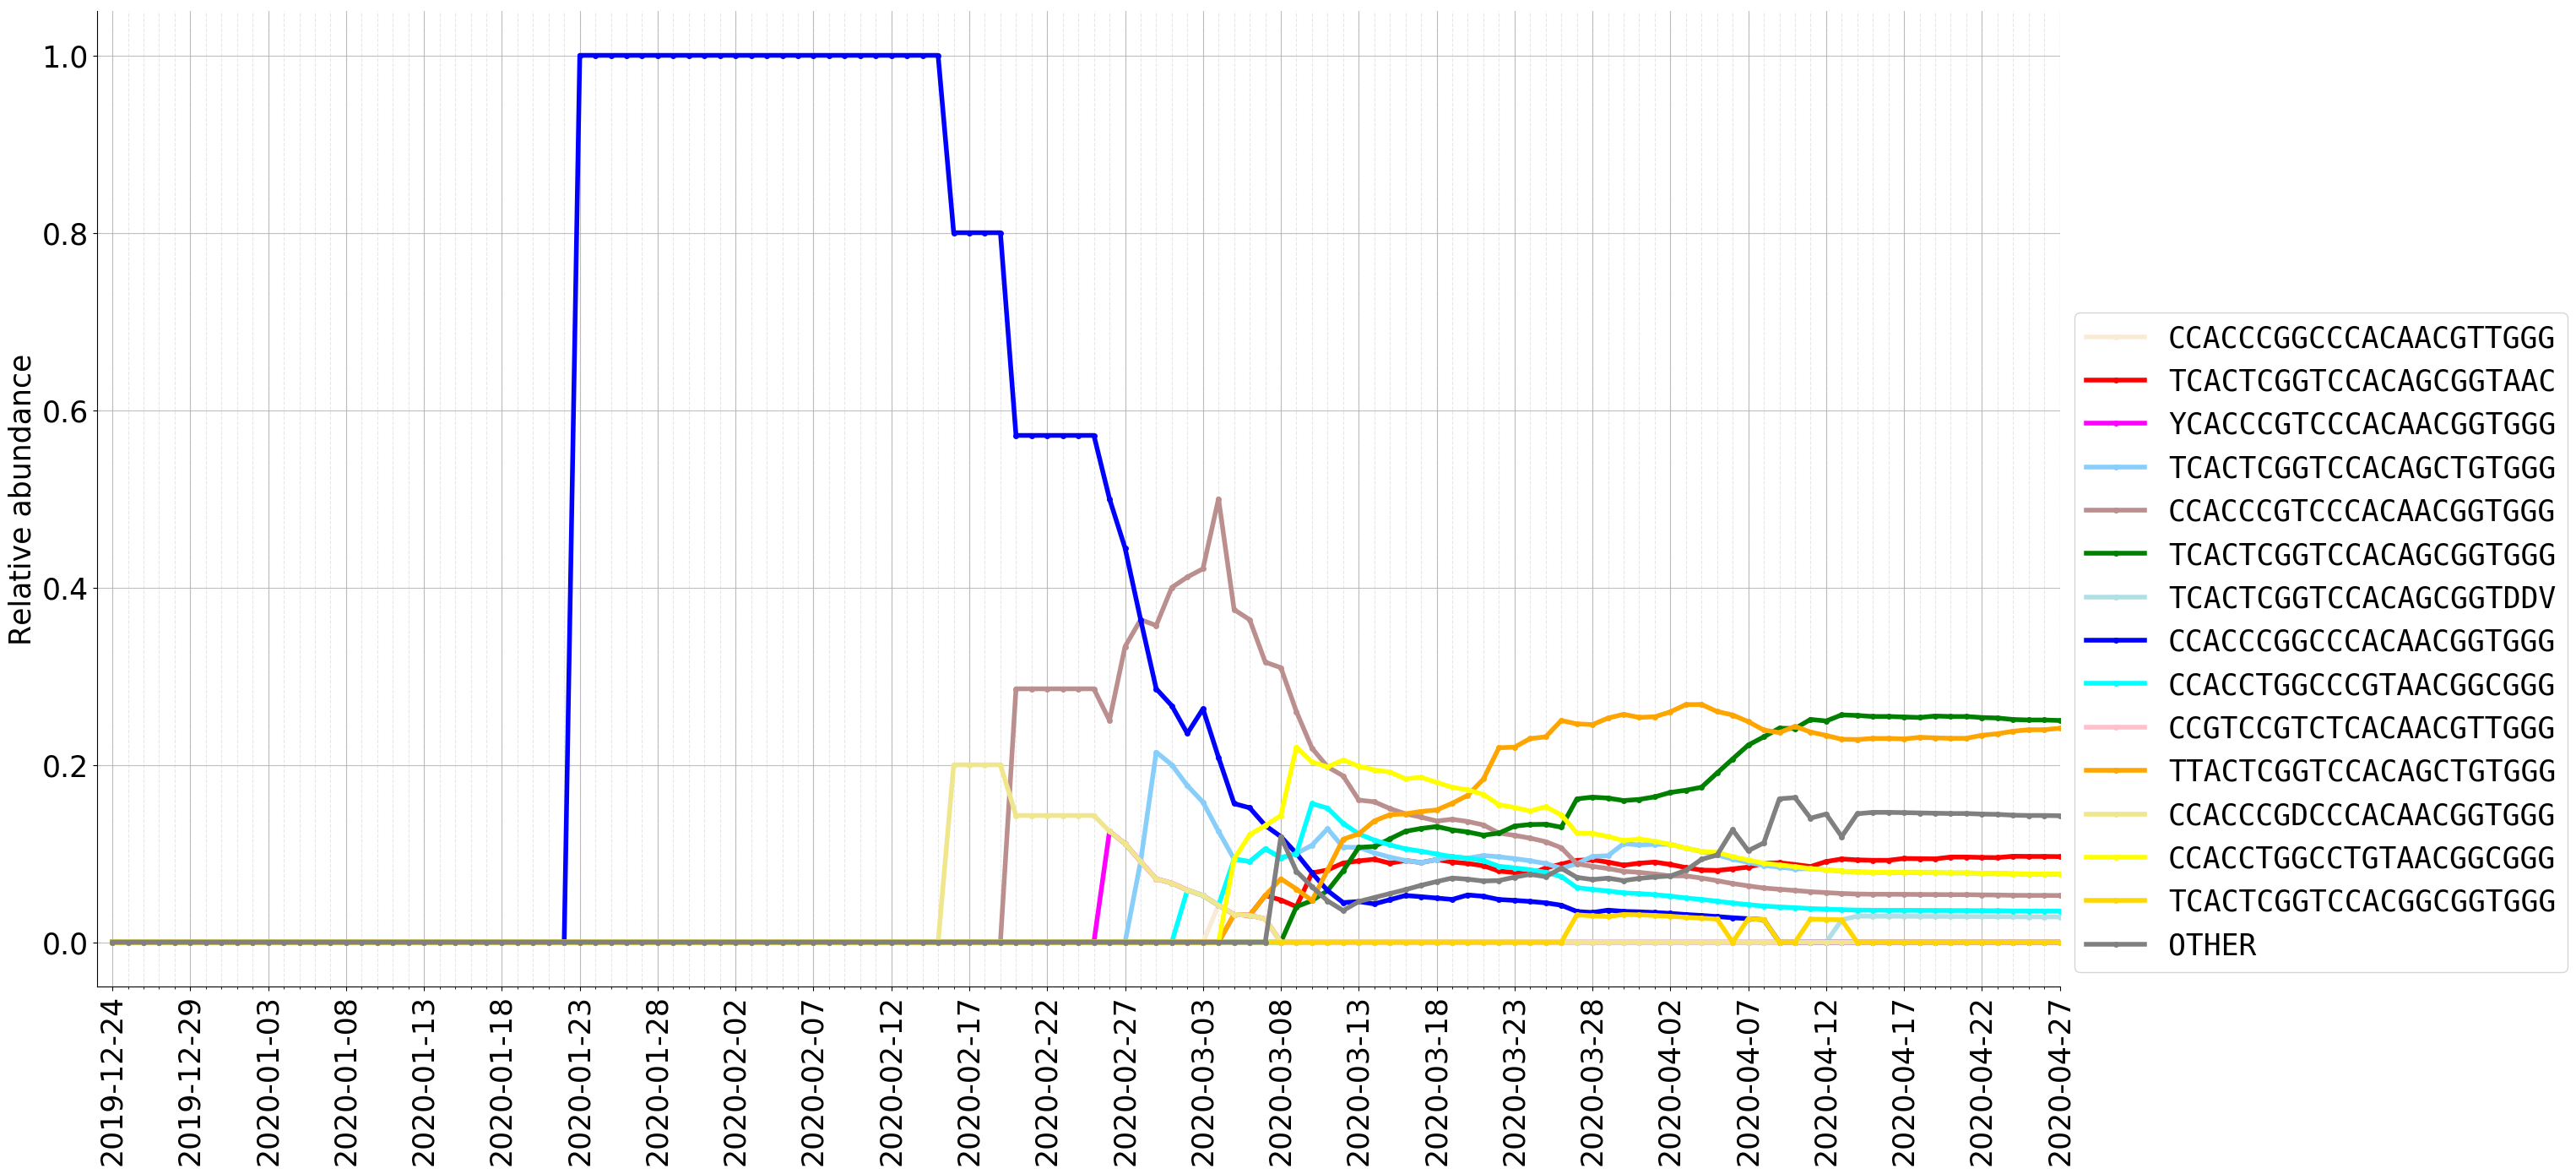 Relative abundance
1.0
0.8
0.6
0.4
0.2
0.0
2019-12-24
2019-12-29
2020-01-03
2020-01-08
2020-01-13
2020-01-18
2020-01-23
2020-01-28
2020-02-02
2020-02-07
2020-02-12
2020-02-17
2020-02-22
2020-02-27
2020-03-03
2020-03-08
2020-03-13
2020-03-18
2020-03-23
2020-03-28
2020-04-02
2020-04-07
2020-04-12
2020-04-17
2020-04-22
2020-04-27
CCACCCGGCCCACAACGTTGGG
TCACTCGGTCCACAGCGGTAAC
YCACCCGTCCCACAACGGTGGG
TCACTCGGTCCACAGCTGTGGG
CCACCCGTCCCACAACGGTGGG
TCACTCGGTCCACAGCGGTGGG
TCACTCGGTCCACAGCGGTDDV
CCACCCGGCCCACAACGGTGGG
CCACCTGGCCCGTAACGGCGGG
CCGTCCGTCTCACAACGTTGGG
TTACTCGGTCCACAGCTGTGGG
CCACCCGDCCCACAACGGTGGG
CCACCTGGCCTGTAACGGCGGG
TCACTCGGTCCACGGCGGTGGG
OTHER